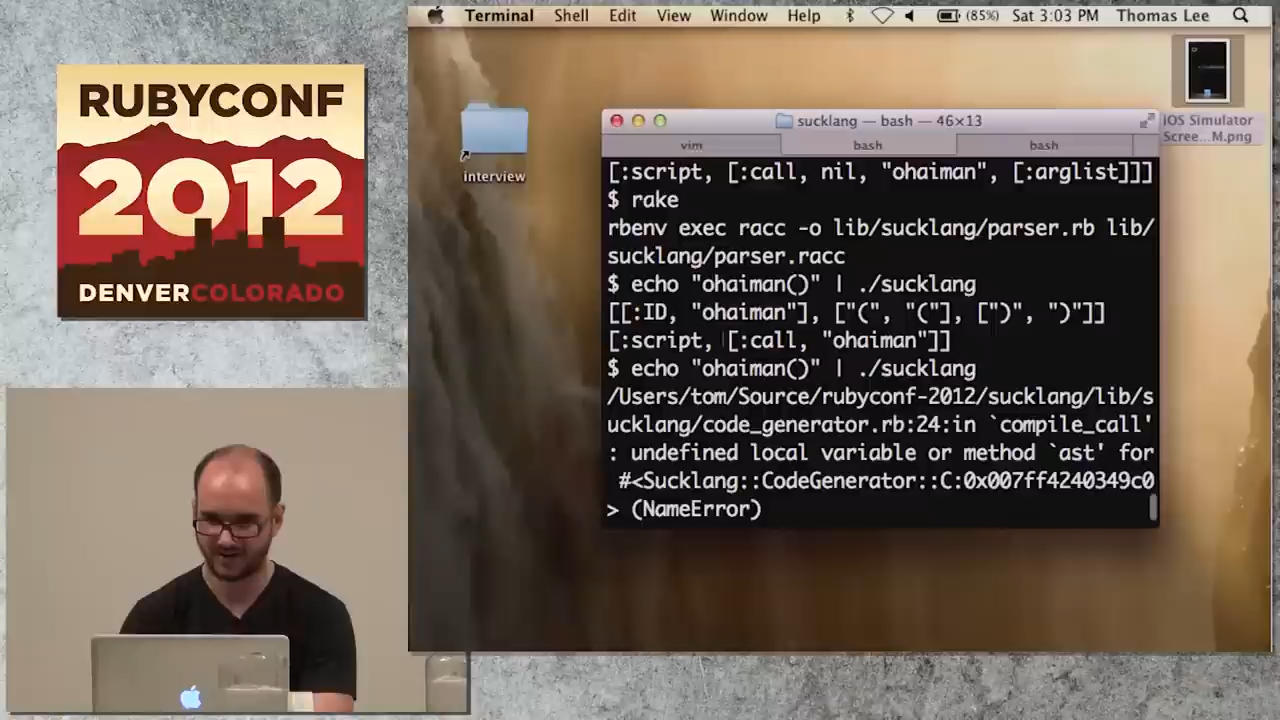 RUBYCONF
2012
DENVERCOLORADO
Terminal Shell Edit View Window Help (85%) Sat 3:03 PM Thomas Lee
interview
iOS Simulator
Scree...M.png
sucklang — bash — 46×13
vim bash bash
[:script, [:call, nil, "ohaiman", [:arglist]]]
$ rake
rbenv exec racc -o lib/sucklang/parser.rb lib/
sucklang/parser.racc
$ echo "ohaiman()" | ./sucklang
[[:ID, "ohaiman"], ["(", "("], [")", ")"]]
[:script, [:call, "ohaiman"]]
$ echo "ohaiman()" | ./sucklang
/Users/tom/Source/rubyconf-2012/sucklang/lib/s
ucklang/code_generator.rb:24:in `compile_call'
: undefined local variable or method `ast' for
#<Sucklang::CodeGenerator::C:0x007ff4240349c0
> (NameError)